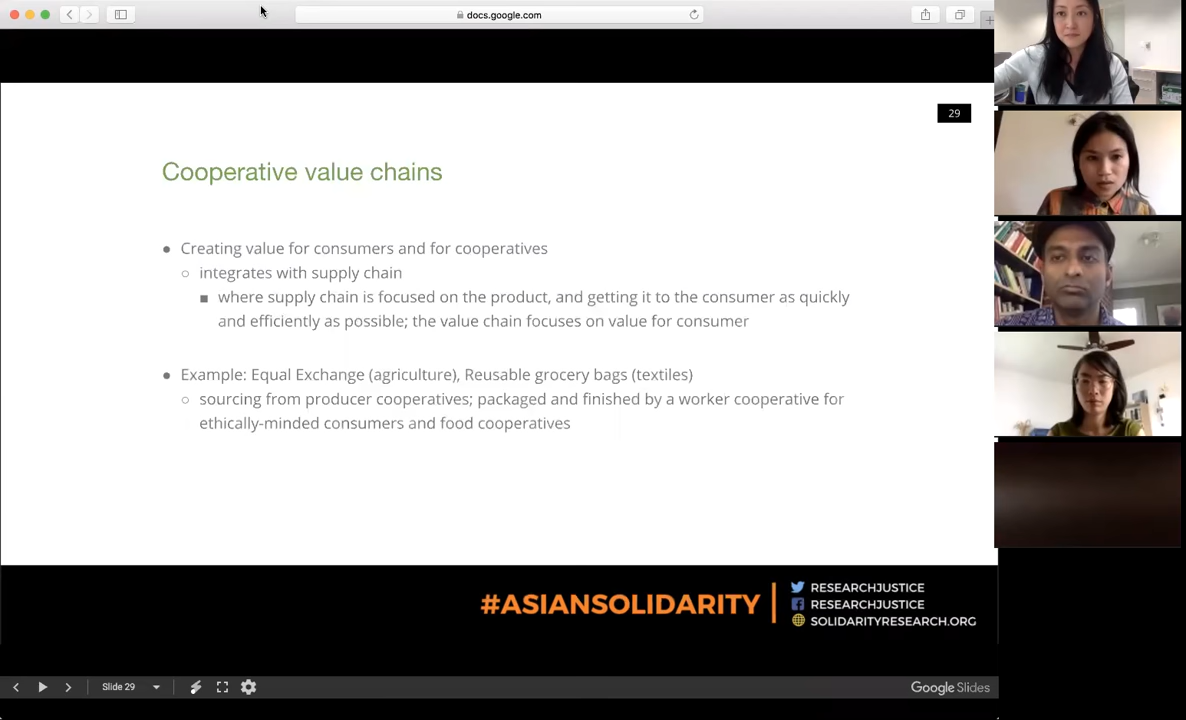 docs.google.com
29
Cooperative value chains
● Creating value for consumers and for cooperatives
○ integrates with supply chain
■ where supply chain is focused on the product, and getting it to the consumer as quickly
and efficiently as possible; the value chain focuses on value for consumer
● Example: Equal Exchange (agriculture), Reusable grocery bags (textiles)
○ sourcing from producer cooperatives; packaged and finished by a worker cooperative for
ethically-minded consumers and food cooperatives
#ASIANSOLIDARITY
RESEARCHJUSTICE
RESEARCHJUSTICE
SOLIDARITYRESEARCH.ORG
Slide 29
Google Slides